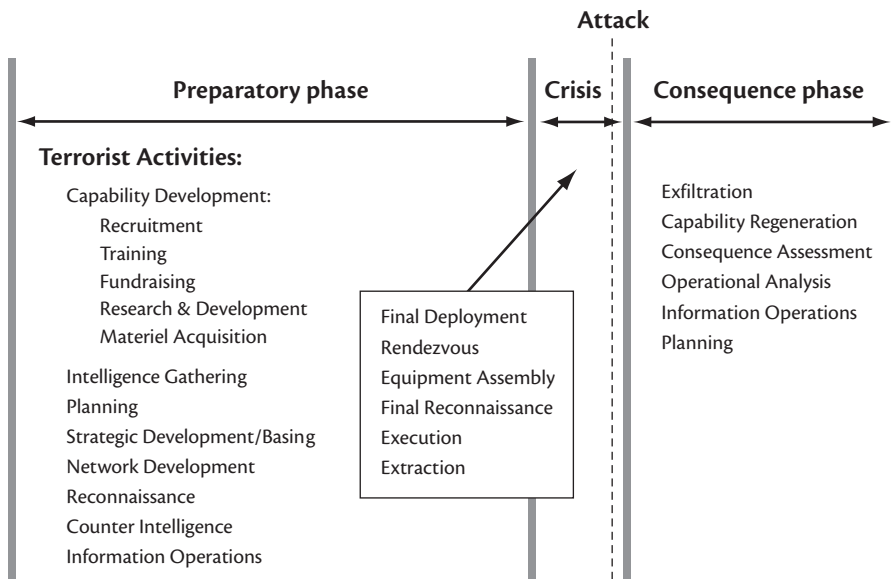 Attack
Preparatory phase
Crisis
Consequence phase
Terrorist Activities:
Capability Development:
Recruitment
Training
Fundraising
Research & Development
Materiel Acquisition
Intelligence Gathering
Planning
Strategic Development/Basing
Network Development
Reconnaissance
Counter Intelligence
Information Operations
Final Deployment
Rendezvous
Equipment Assembly
Final Reconnaissance
Execution
Extraction
Exfiltration
Capability Regeneration
Consequence Assessment
Operational Analysis
Information Operations
Planning